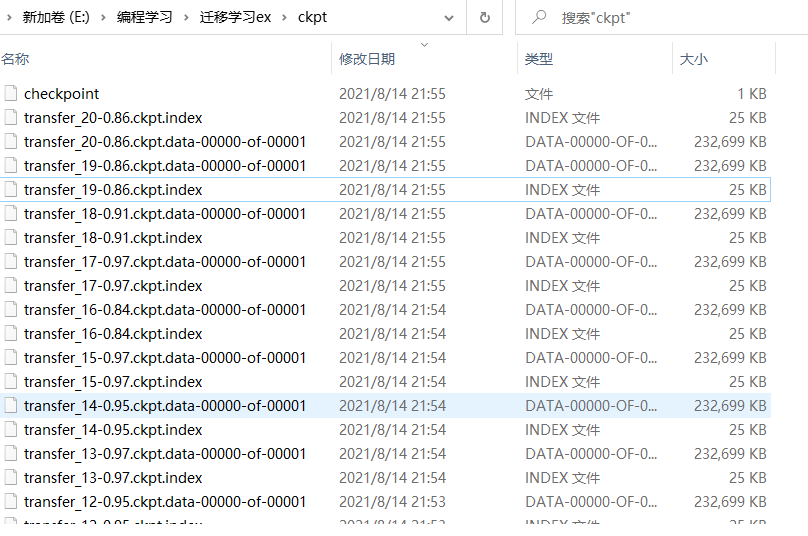 新加卷 (E:) 编程学习 迁移学习ex ckpt 搜索"ckpt"
名称 修改日期 类型 大小
checkpoint 2021/8/14 21:55 文件 1 KB
transfer_20-0.86.ckpt.index 2021/8/14 21:55 INDEX 文件 25 KB
transfer_20-0.86.ckpt.data-00000-of-00001 2021/8/14 21:55 DATA-00000-OF-0... 232,699 KB
transfer_19-0.86.ckpt.data-00000-of-00001 2021/8/14 21:55 DATA-00000-OF-0... 232,699 KB
transfer_19-0.86.ckpt.index 2021/8/14 21:55 INDEX 文件 25 KB
transfer_18-0.91.ckpt.data-00000-of-00001 2021/8/14 21:55 DATA-00000-OF-0... 232,699 KB
transfer_18-0.91.ckpt.index 2021/8/14 21:55 INDEX 文件 25 KB
transfer_17-0.97.ckpt.data-00000-of-00001 2021/8/14 21:55 DATA-00000-OF-0... 232,699 KB
transfer_17-0.97.ckpt.index 2021/8/14 21:55 INDEX 文件 25 KB
transfer_16-0.84.ckpt.data-00000-of-00001 2021/8/14 21:54 DATA-00000-OF-0... 232,699 KB
transfer_16-0.84.ckpt.index 2021/8/14 21:54 INDEX 文件 25 KB
transfer_15-0.97.ckpt.data-00000-of-00001 2021/8/14 21:54 DATA-00000-OF-0... 232,699 KB
transfer_15-0.97.ckpt.index 2021/8/14 21:54 INDEX 文件 25 KB
transfer_14-0.95.ckpt.data-00000-of-00001 2021/8/14 21:54 DATA-00000-OF-0... 232,699 KB
transfer_14-0.95.ckpt.index 2021/8/14 21:54 INDEX 文件 25 KB
transfer_13-0.97.ckpt.data-00000-of-00001 2021/8/14 21:54 DATA-00000-OF-0... 232,699 KB
transfer_13-0.97.ckpt.index 2021/8/14 21:54 INDEX 文件 25 KB
transfer_12-0.95.ckpt.data-00000-of-00001 2021/8/14 21:53 DATA-00000-OF-0... 232,699 KB